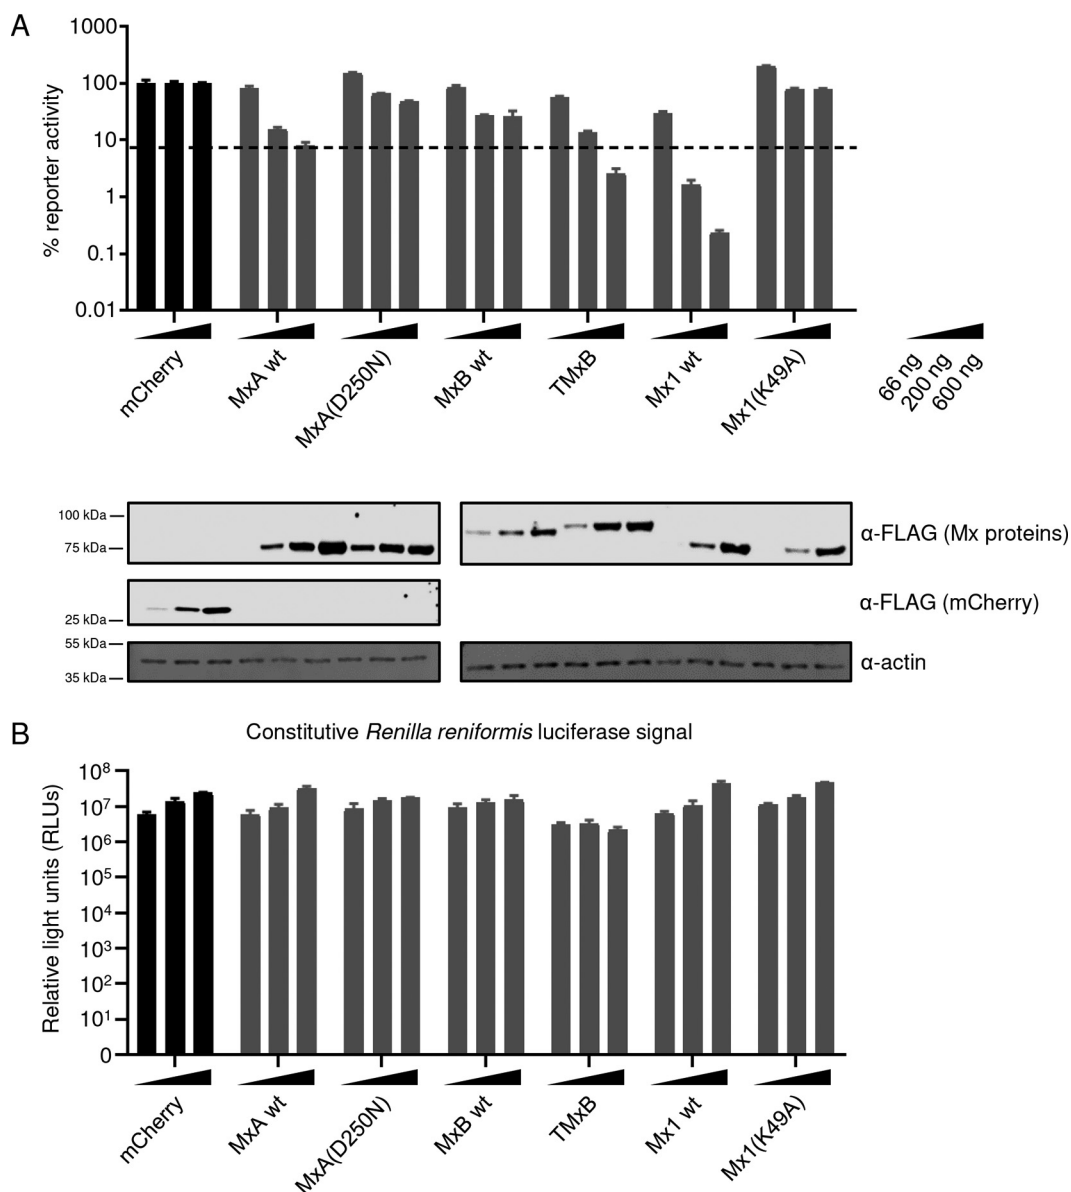 A
% reporter activity
1000
100
10
1
0.1
0.01
mCherry
MxA wt
MxA(D250N)
MxB wt
TMxB
Mx1 wt
Mx1(K49A)
66 ng
200 ng
600 ng
100 kDa
75 kDa
α-FLAG (Mx proteins)
25 kDa
α-FLAG (mCherry)
55 kDa
35 kDa
α-actin
B
Constitutive Renilla reniformis luciferase signal
Relative light units (RLUs)
10⁸
10⁷
10⁶
10⁵
10⁴
10³
10²
10¹
0
mCherry
MxA wt
MxA(D250N)
MxB wt
TMxB
Mx1 wt
Mx1(K49A)